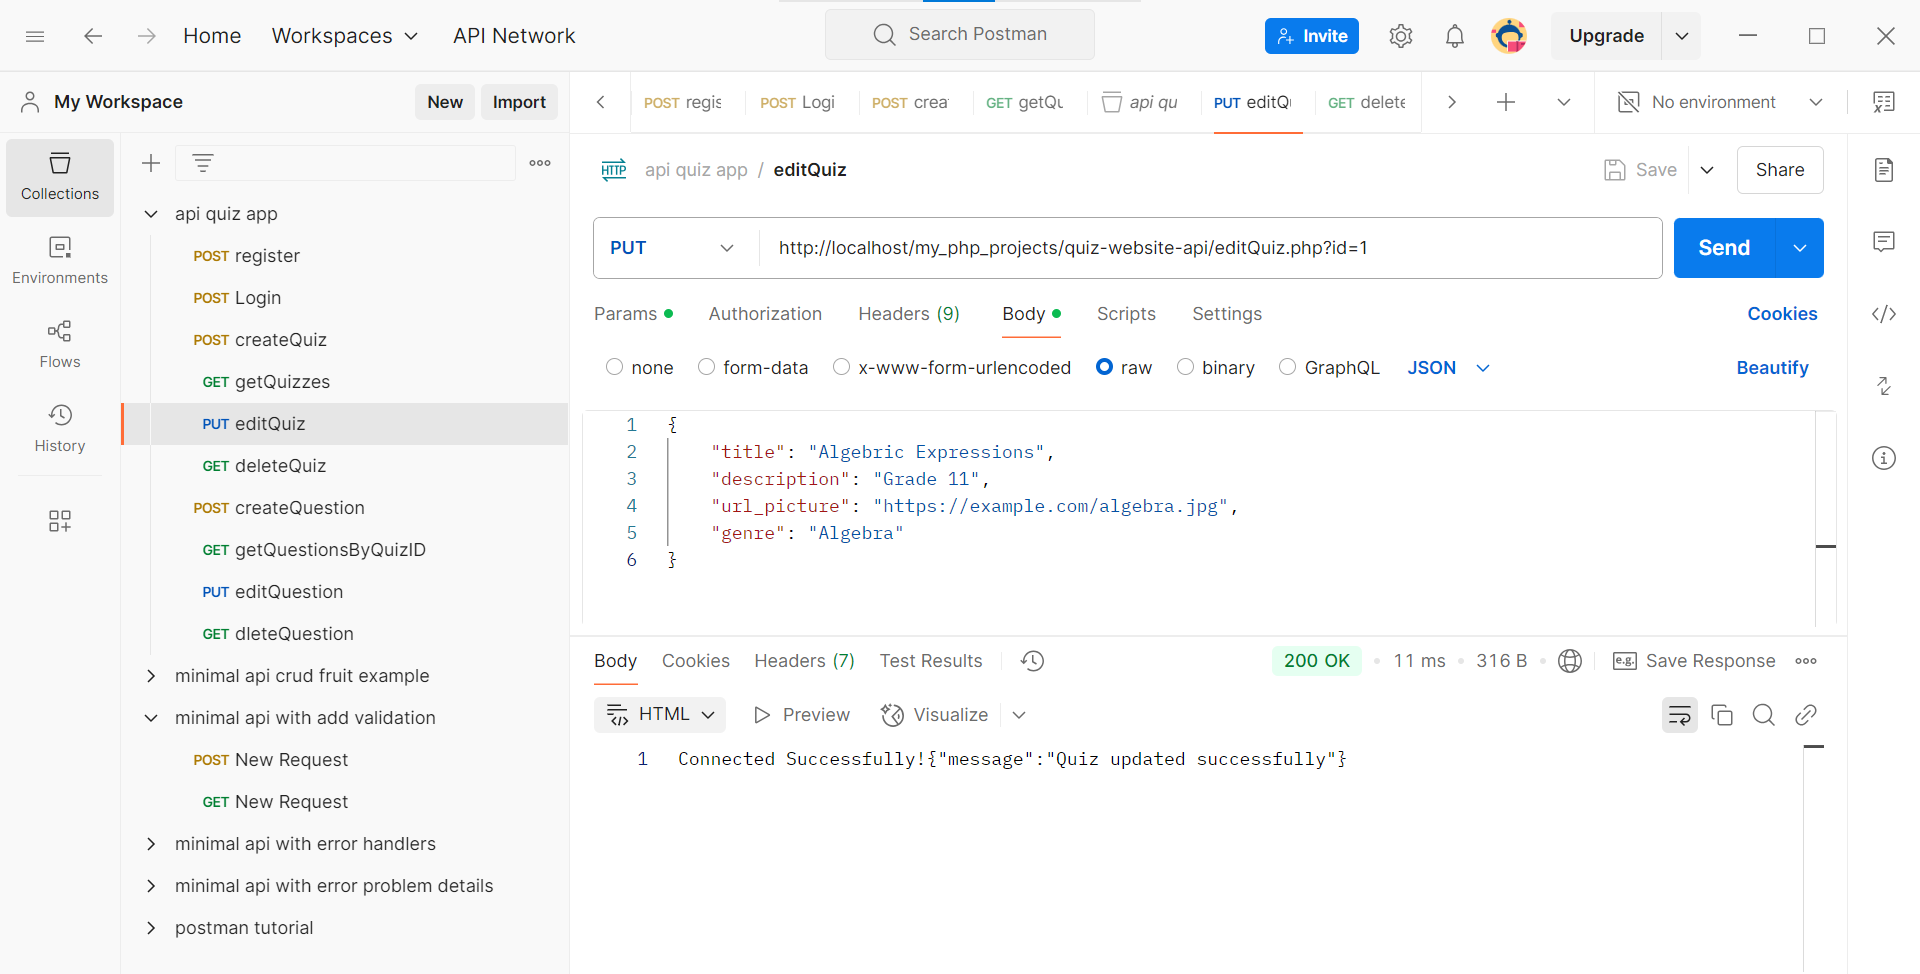 Home Workspaces API Network Search Postman Invite Upgrade
My Workspace New Import
POST regis POST Logi POST crea GET getQu api qu PUT editQu GET delete No environment
Collections
Environments
Flows
History
api quiz app
POST register
POST Login
POST createQuiz
GET getQuizzes
PUT editQuiz
GET deleteQuiz
POST createQuestion
GET getQuestionsByQuizID
PUT editQuestion
GET dleteQuestion
minimal api crud fruit example
minimal api with add validation
POST New Request
GET New Request
minimal api with error handlers
minimal api with error problem details
postman tutorial
HTTP api quiz app / editQuiz Save Share
PUT http://localhost/my_php_projects/quiz-website-api/editQuiz.php?id=1 Send
Params Authorization Headers (9) Body Scripts Settings Cookies
none form-data x-www-form-urlencoded raw binary GraphQL JSON Beautify
1 {
2 "title": "Algebric Expressions",
3 "description": "Grade 11",
4 "url_picture": "https://example.com/algebra.jpg",
5 "genre": "Algebra"
6 }
Body Cookies Headers (7) Test Results 200 OK 11 ms 316 B e.g. Save Response
HTML Preview Visualize
1 Connected Successfully!{"message":"Quiz updated successfully"}